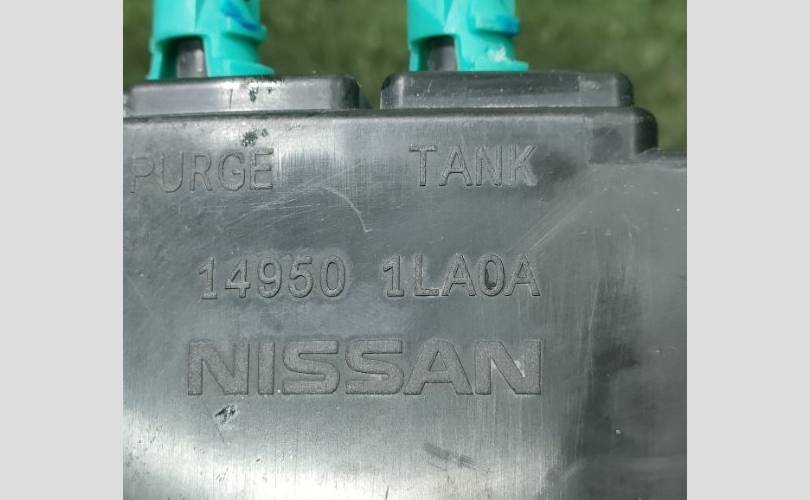 PURGE TANK
14950 1LA0A
NISSAN